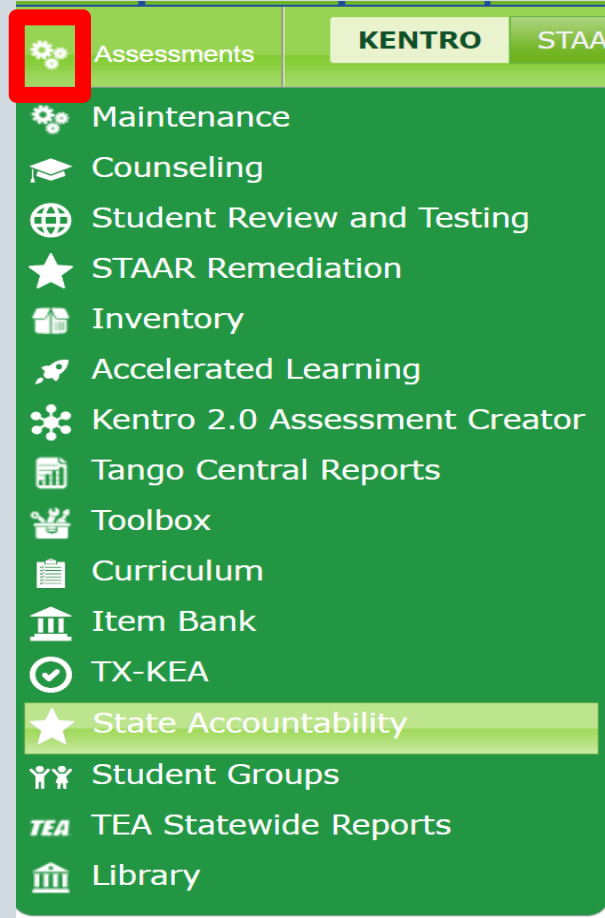 Assessments KENTRO STAA
Maintenance
Counseling
Student Review and Testing
STAAR Remediation
Inventory
Accelerated Learning
Kentro 2.0 Assessment Creator
Tango Central Reports
Toolbox
Curriculum
Item Bank
TX-KEA
State Accountability
Student Groups
TEA TEA Statewide Reports
Library